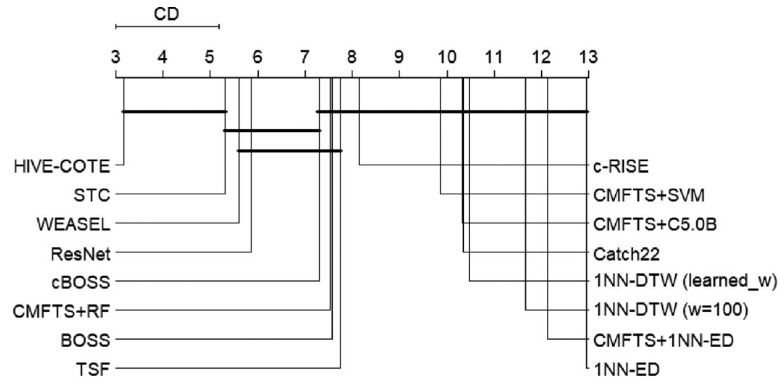 CD
3 4 5 6 7 8 9 10 11 12 13
HIVE-COTE
STC
WEASEL
ResNet
cBOSS
CMFTS+RF
BOSS
TSF
c-RISE
CMFTS+SVM
CMFTS+C5.0B
Catch22
1NN-DTW (learned_w)
1NN-DTW (w=100)
CMFTS+1NN-ED
1NN-ED